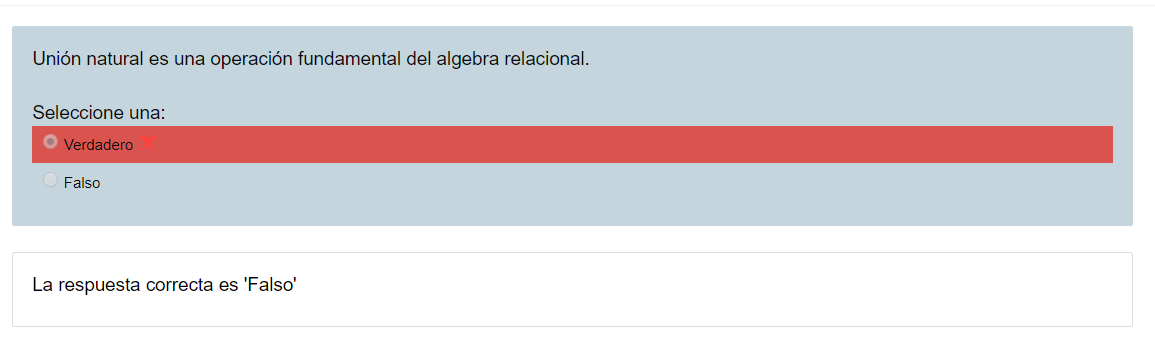 Unión natural es una operación fundamental del algebra relacional.
Seleccione una:
Verdadero
Falso
La respuesta correcta es 'Falso'